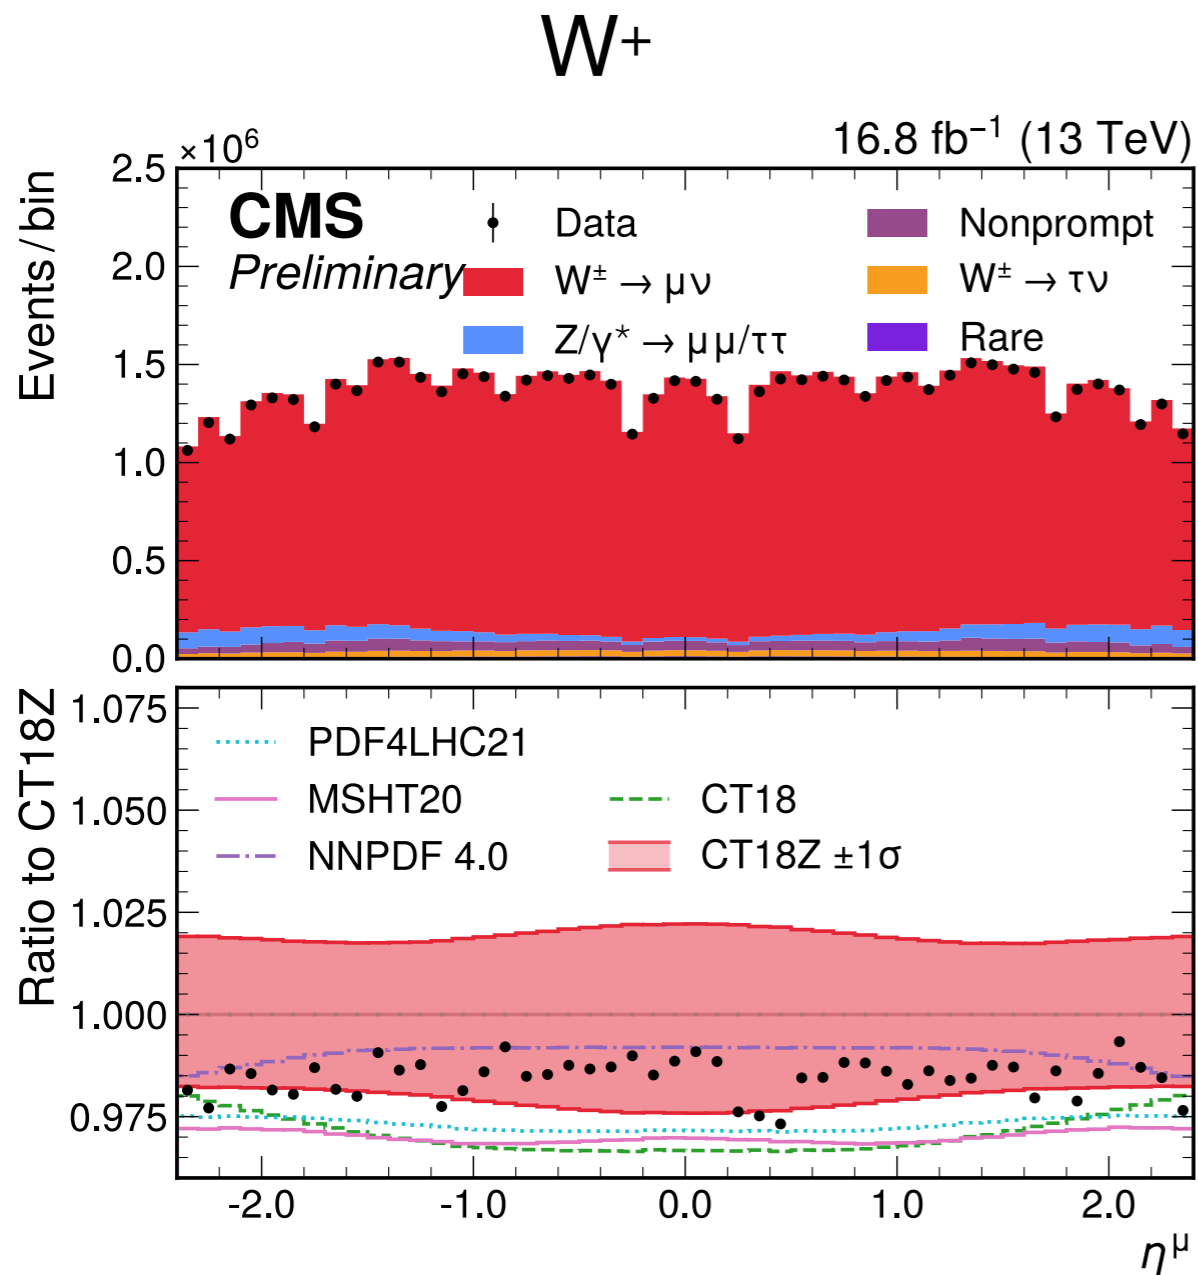 W⁺
×10⁶
16.8 fb⁻¹ (13 TeV)
Events/bin
2.5
2.0
1.5
1.0
0.5
0.0
CMS
Preliminary
Data
W± → μν
Z/γ* → μμ/ττ
Nonprompt
W± → τν
Rare
Ratio to CT18Z
1.075
1.050
1.025
1.000
0.975
PDF4LHC21
MSHT20
NNPDF 4.0
CT18
CT18Z ±1σ
-2.0 -1.0 0.0 1.0 2.0
η^μ